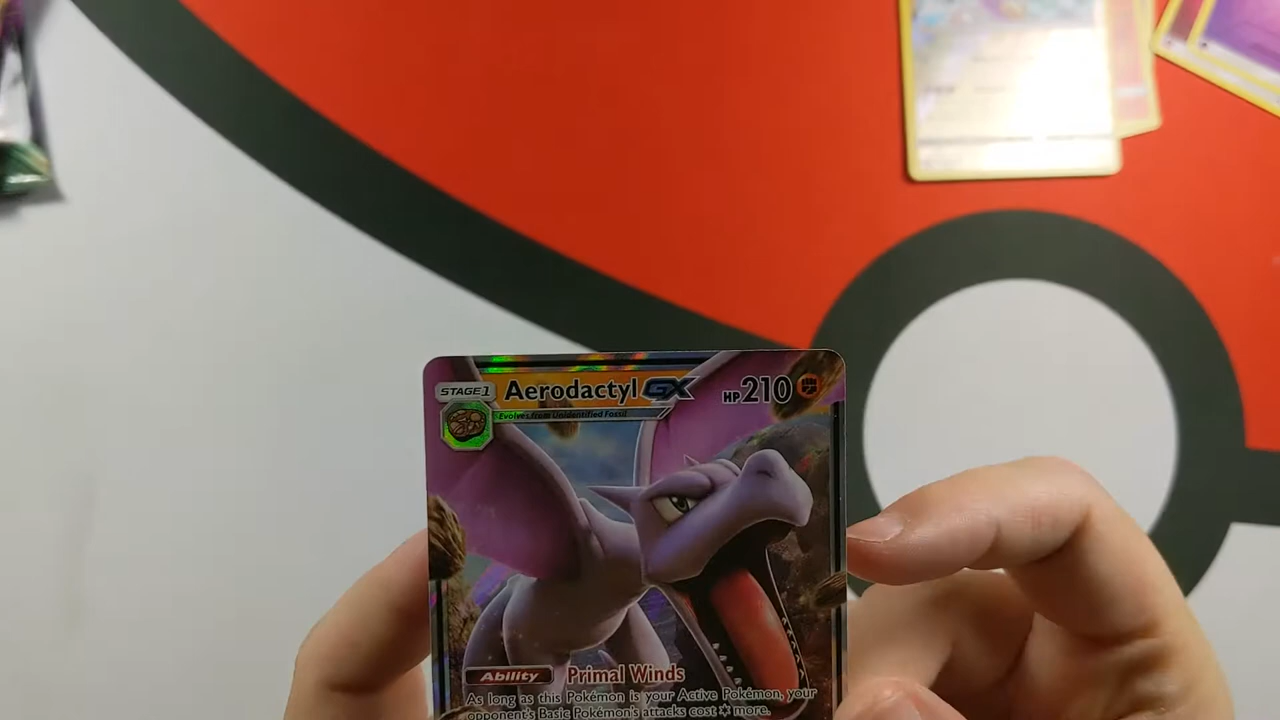 STAGE 1 Aerodactyl GX HP 210
Evolves from Unidentified Fossil
Ability Primal Winds
As long as this Pokémon is your Active Pokémon, your
opponent's Basic Pokémon's attacks cost more.